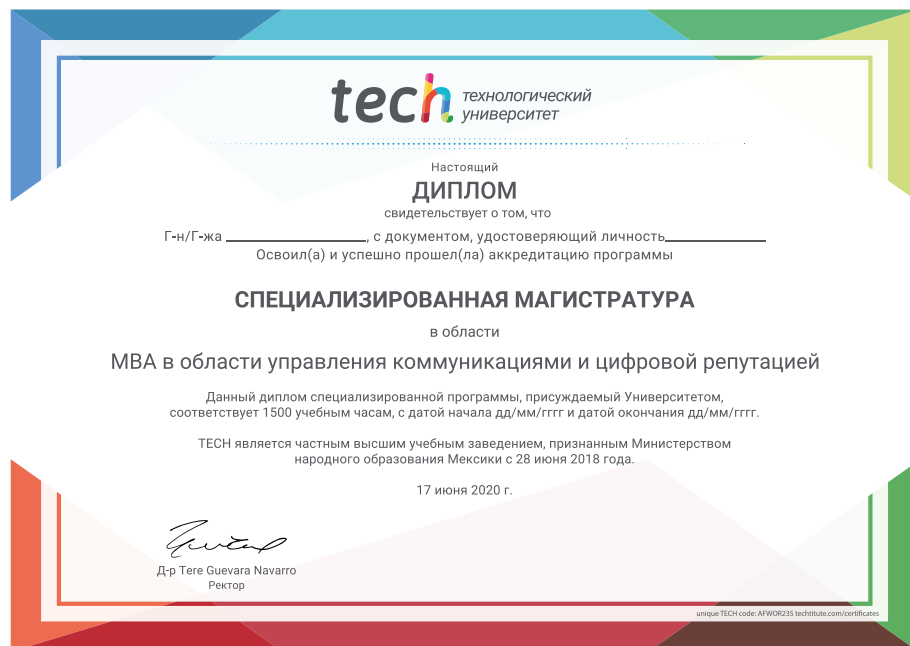 tech технологический
университет
Настоящий
ДИПЛОМ
свидетельствует о том, что
Г-н/Г-жа ____________, с документом, удостоверяющий личность____________
Освоил(а) и успешно прошел(ла) аккредитацию программы
СПЕЦИАЛИЗИРОВАННАЯ МАГИСТРАТУРА
в области
MBA в области управления коммуникациями и цифровой репутацией
Данный диплом специализированной программы, присуждаемый Университетом,
соответствует 1500 учебным часам, с датой начала дд/мм/гггг и датой окончания дд/мм/гггг.
TECH является частным высшим учебным заведением, признанным Министерством
народного образования Мексики с 28 июня 2018 года.
17 июня 2020 г.
Д-р Tere Guevara Navarro
Ректор
unique TECH code: AFWOR23S techtitute.com/certificates